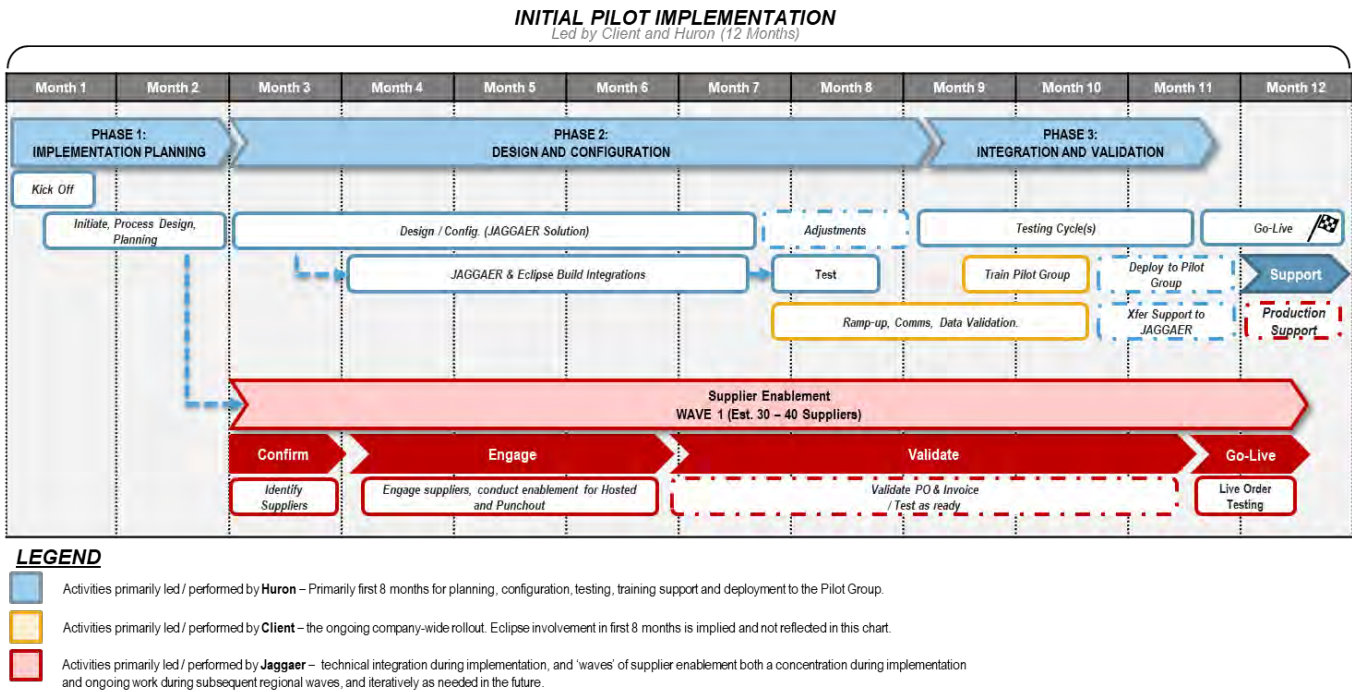 INITIAL PILOT IMPLEMENTATION
Led by Client and Huron (12 Months)
Month 1
Month 2
Month 3
Month 4
Month 5
Month 6
Month 7
Month 8
Month 9
Month 10
Month 11
Month 12
PHASE 1:
IMPLEMENTATION PLANNING
PHASE 2:
DESIGN AND CONFIGURATION
PHASE 3:
INTEGRATION AND VALIDATION
Kick Off
Initiate, Process Design,
Planning
Design / Config. (JAGGAER Solution)
Adjustments
Testing Cycle(s)
Go-Live
JAGGAER & Eclipse Build Integrations
Test
Train Pilot Group
Deploy to Pilot
Group
Support
Ramp-up, Comms, Data Validation.
Xfer Support to
JAGGAER
Production
Support
Supplier Enablement
WAVE 1 (Est. 30 – 40 Suppliers)
Confirm
Engage
Validate
Go-Live
Identify
Suppliers
Engage suppliers, conduct enablement for Hosted
and Punchout
Validate PO & Invoice
/ Test as ready
Live Order
Testing
LEGEND
Activities primarily led / performed by Huron – Primarily first 8 months for planning, configuration, testing, training support and deployment to the Pilot Group.
Activities primarily led / performed by Client – the ongoing company-wide rollout. Eclipse involvement in first 8 months is implied and not reflected in this chart.
Activities primarily led / performed by Jaggaer – technical integration during implementation, and ‘waves’ of supplier enablement both a concentration during implementation
and ongoing work during subsequent regional waves, and iteratively as needed in the future.